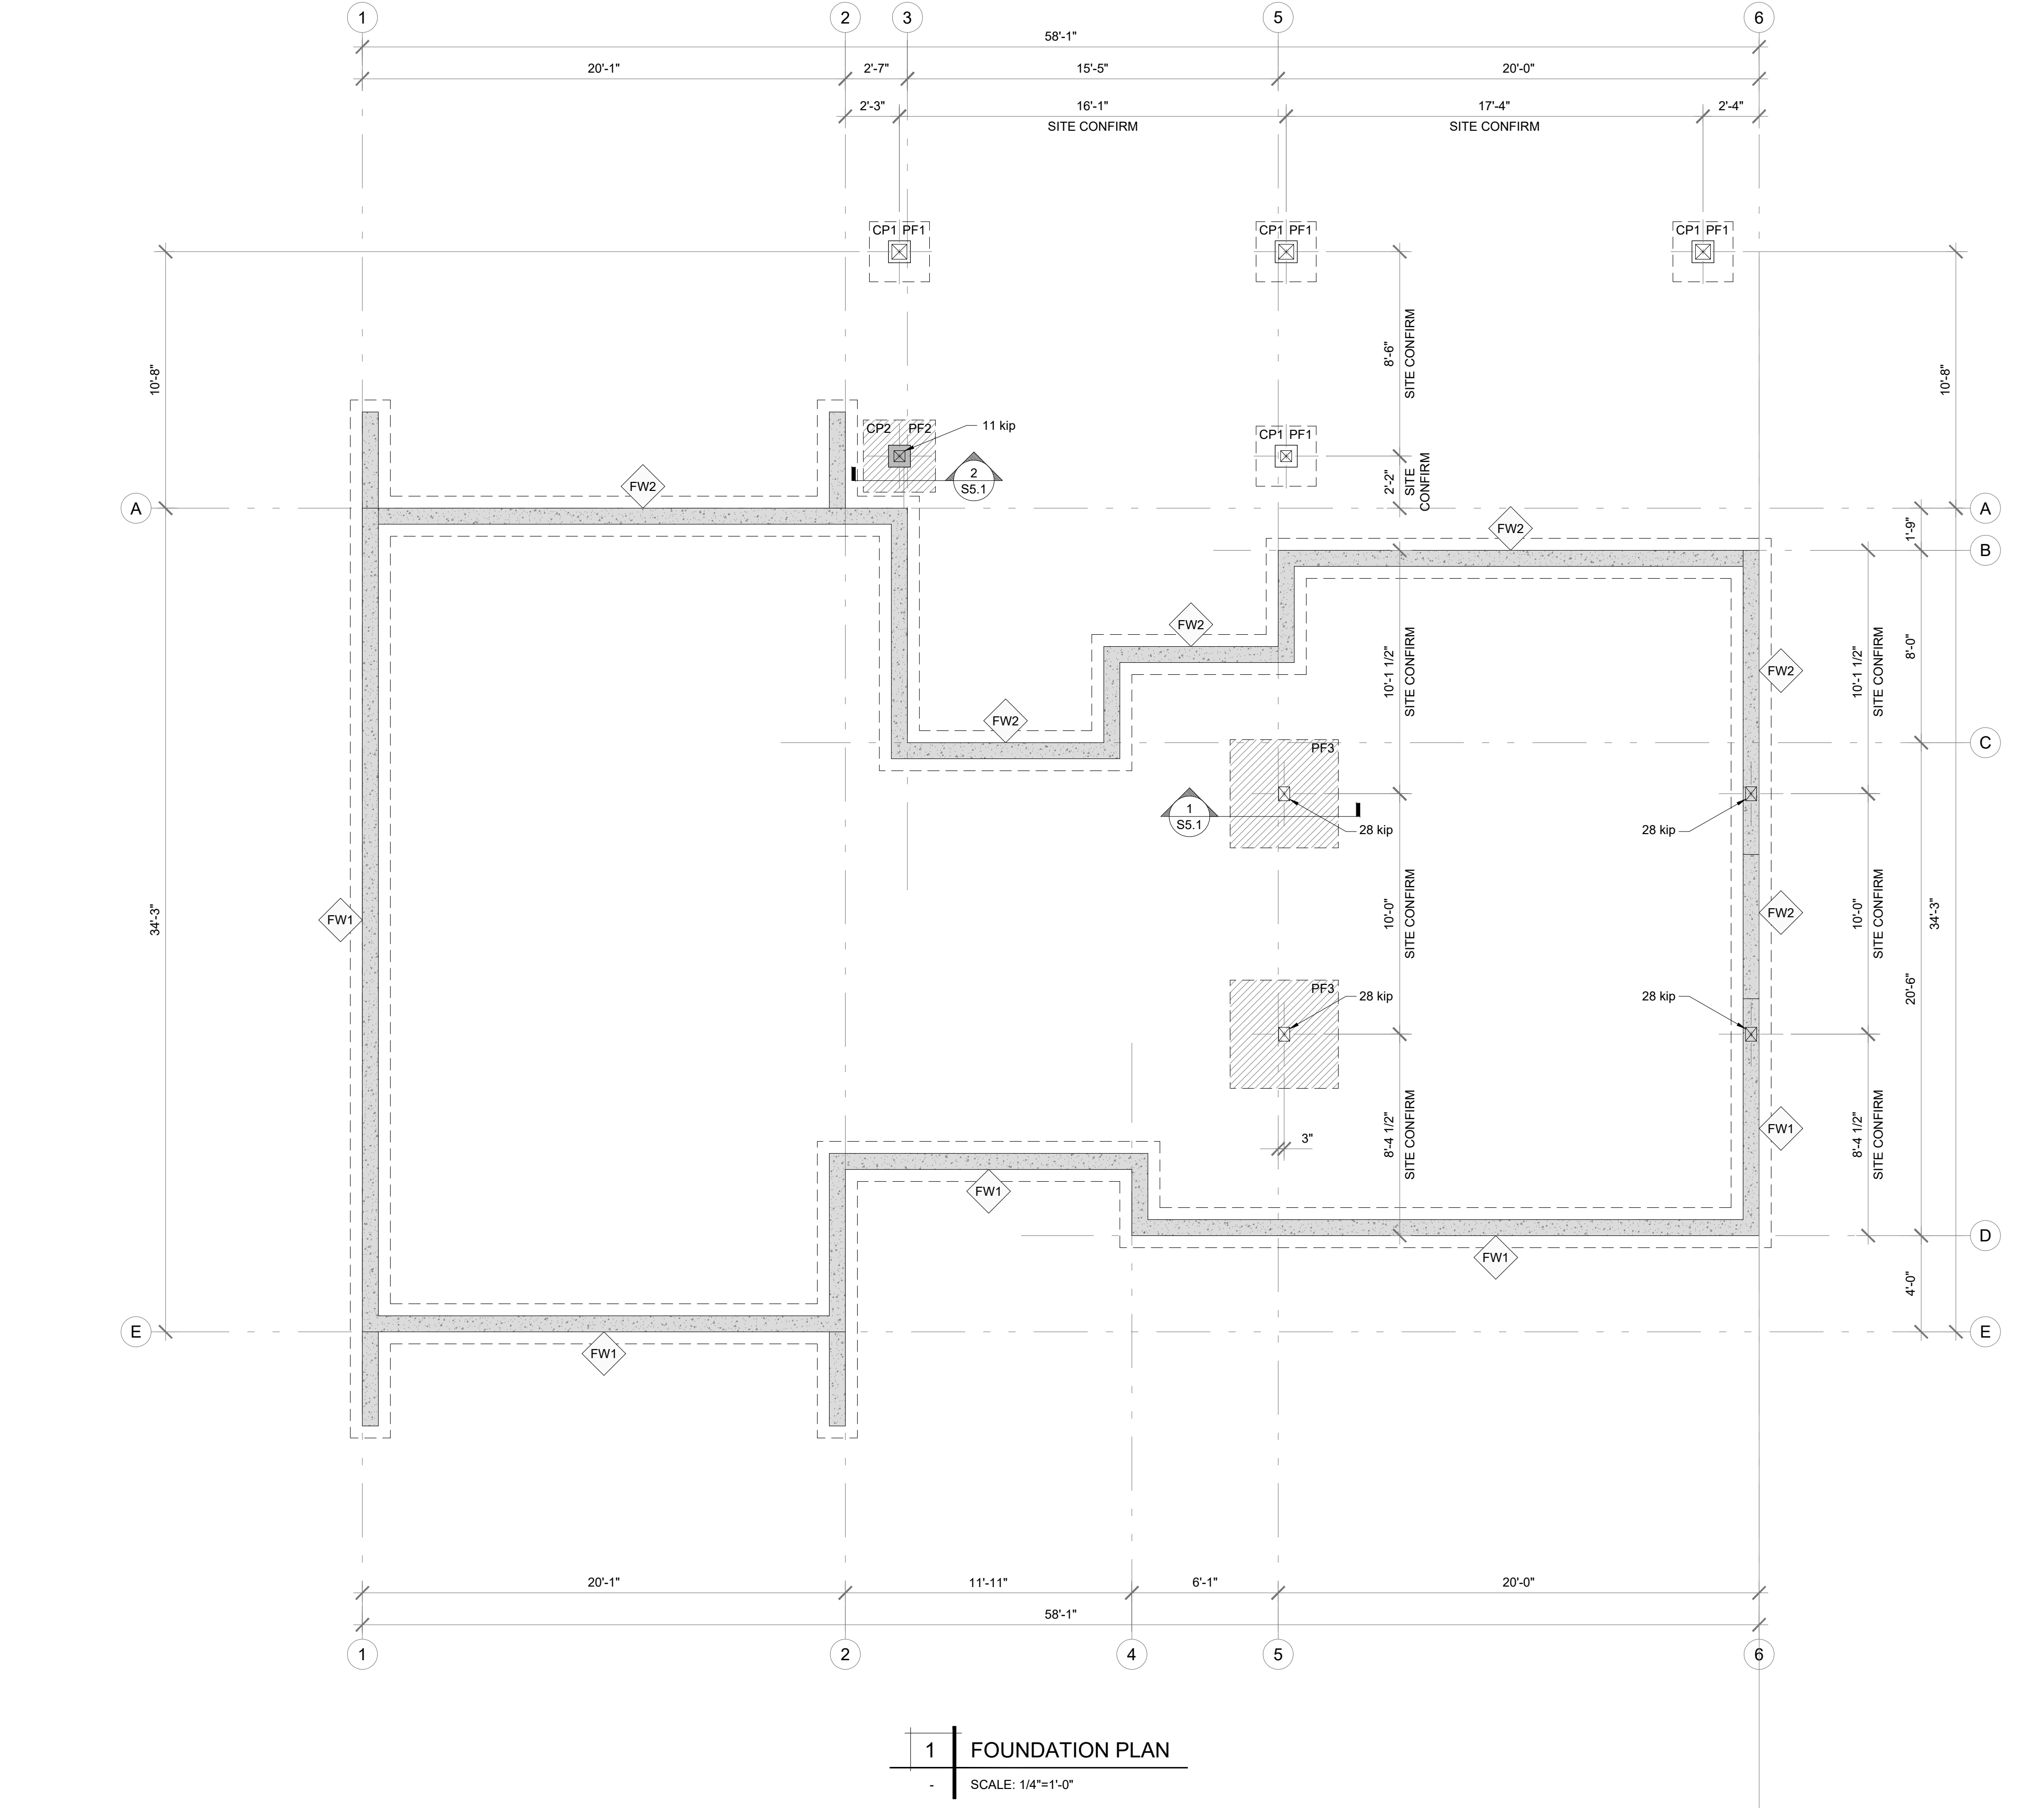 1 2 3 5 6
58'-1"
20'-1" 2'-7" 15'-5" 20'-0"
2'-3" 16'-1" 17'-4" 2'-4"
SITE CONFIRM SITE CONFIRM
CP1 PF1 CP1 PF1 CP1 PF1
10'-8"
8'-6"
SITE CONFIRM
10'-8"
CP2 PF2
11 kip
CP1 PF1
2
S5.1
2'-2"
SITE
CONFIRM
FW2
A A
1'-9"
FW2
B
FW2
10'-1 1/2"
SITE CONFIRM
FW2
10'-1 1/2"
SITE CONFIRM
8'-0"
FW2
PF3
C
1
S5.1
28 kip 28 kip
34'-3"
FW1
10'-0"
SITE CONFIRM
FW2
10'-0"
SITE CONFIRM
34'-3"
PF3
28 kip 28 kip
20'-6"
3"
8'-4 1/2"
SITE CONFIRM
FW1
8'-4 1/2"
SITE CONFIRM
FW1
D
FW1
4'-0"
E E
FW1
20'-1" 11'-11" 6'-1" 20'-0"
58'-1"
1 2 4 5 6
1 FOUNDATION PLAN
- SCALE: 1/4"=1'-0"